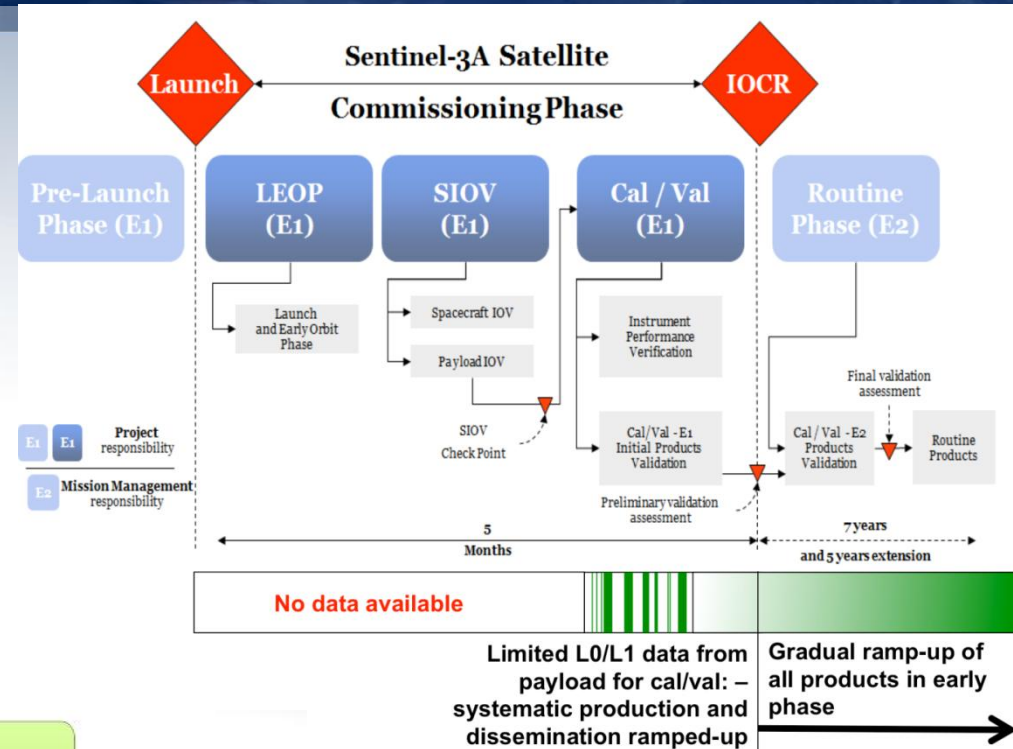 Sentinel-3A Satellite
Launch
IOCR
Commissioning Phase
Pre-Launch
Phase (E1)
LEOP
(E1)
SIOV
(E1)
Cal / Val
(E1)
Routine
Phase (E2)
Launch
and Early Orbit
Phase
Spacecraft IOV
Payload IOV
Instrument
Performance
Verification
Final validation
assessment
SIOV
Check Point
Cal/Val - E1
Initial Products
Validation
Cal / Val - E2
Products
Validation
Routine
Products
Preliminary validation
assessment
E1 E1 Project
responsibility
E2 Mission Management
responsibility
5
Months
7 years
and 5 years extension
No data available
Limited L0/L1 data from
payload for cal/val: –
systematic production and
dissemination ramped-up
Gradual ramp-up of
all products in early
phase